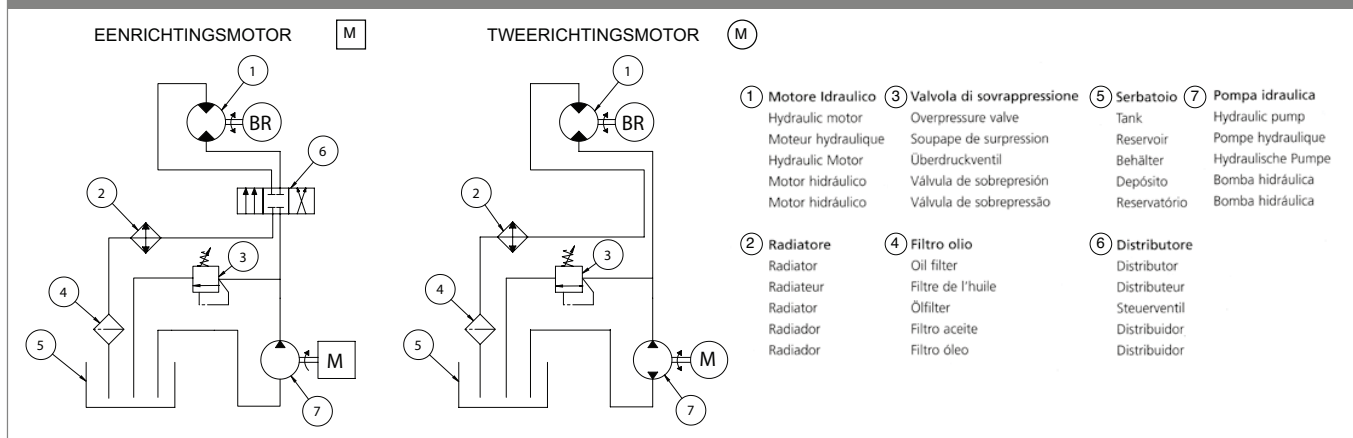 EENRICHTINGSMOTOR M
TWEERICHTINGSMOTOR M
1
BR
6
2
3
4
5
M
7
1
BR
2
3
4
5
M
7
1 Motore Idraulico
Hydraulic motor
Moteur hydraulique
Hydraulic Motor
Motor hidráulico
Motor hidráulico
3 Valvola di sovrappressione
Overpressure valve
Soupape de surpression
Überdruckventil
Válvula de sobrepresión
Válvula de sobrepressão
5 Serbatoio
Tank
Reservoir
Behälter
Depósito
Reservatório
7 Pompa idraulica
Hydraulic pump
Pompe hydraulique
Hydraulische Pumpe
Bomba hidráulica
Bomba hidráulica
2 Radiatore
Radiator
Radiateur
Radiator
Radiador
Radiador
4 Filtro olio
Oil filter
Filtre de l'huile
Ölfilter
Filtro aceite
Filtro óleo
6 Distributore
Distributor
Distributeur
Steuerventil
Distribuidor
Distribuidor